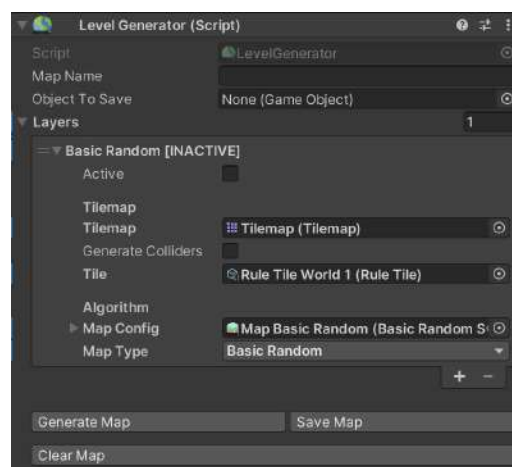 Level Generator (Script)
Script LevelGenerator
Map Name
Object To Save None (Game Object)
Layers 1
Basic Random [INACTIVE]
Active
Tilemap
Tilemap Tilemap (Tilemap)
Generate Colliders
Tile Rule Tile World 1 (Rule Tile)
Algorithm
Map Config Map Basic Random (Basic Random S
Map Type Basic Random
+ −
Generate Map Save Map
Clear Map